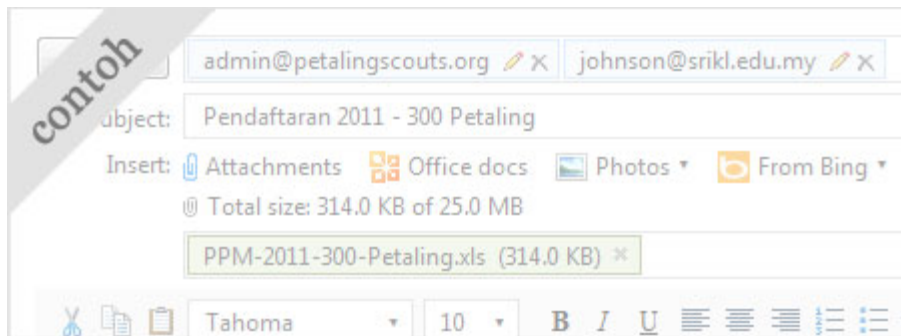 contoh
admin@petalingscouts.org johnson@srikl.edu.my
ubject: Pendaftaran 2011 - 300 Petaling
Insert: Attachments Office docs Photos From Bing
Total size: 314.0 KB of 25.0 MB
PPM-2011-300-Petaling.xls (314.0 KB)
Tahoma 10 B I U